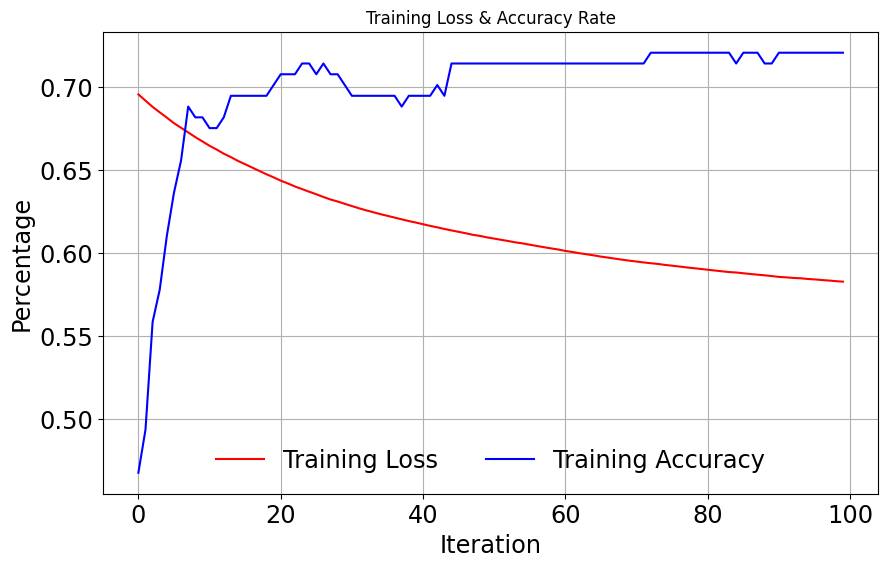 Training Loss & Accuracy Rate
Percentage
0.70
0.65
0.60
0.55
0.50
Training Loss
Training Accuracy
0 20 40 60 80 100
Iteration